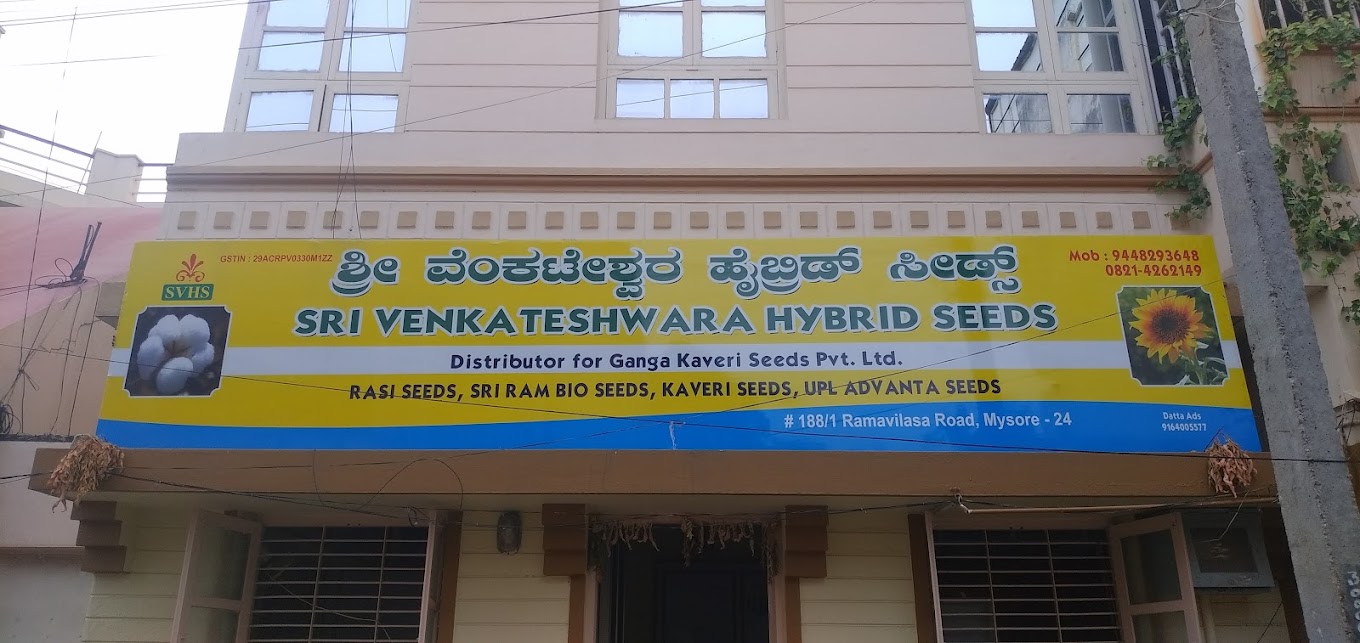 GSTIN : 29ACRPV0330M1ZZ
SVHS
ಶ್ರೀ ವೆಂಕಟೇಶ್ವರ ಹೈಬ್ರಿಡ್ ಸೀಡ್ಸ್
Mob : 9448293648
0821-4262149
SRI VENKATESHWARA HYBRID SEEDS
Distributor for Ganga Kaveri Seeds Pvt. Ltd.
RASI SEEDS, SRI RAM BIO SEEDS, KAVERI SEEDS, UPL ADVANTA SEEDS
# 188/1 Ramavilasa Road, Mysore - 24
Datta Ads
9164005577